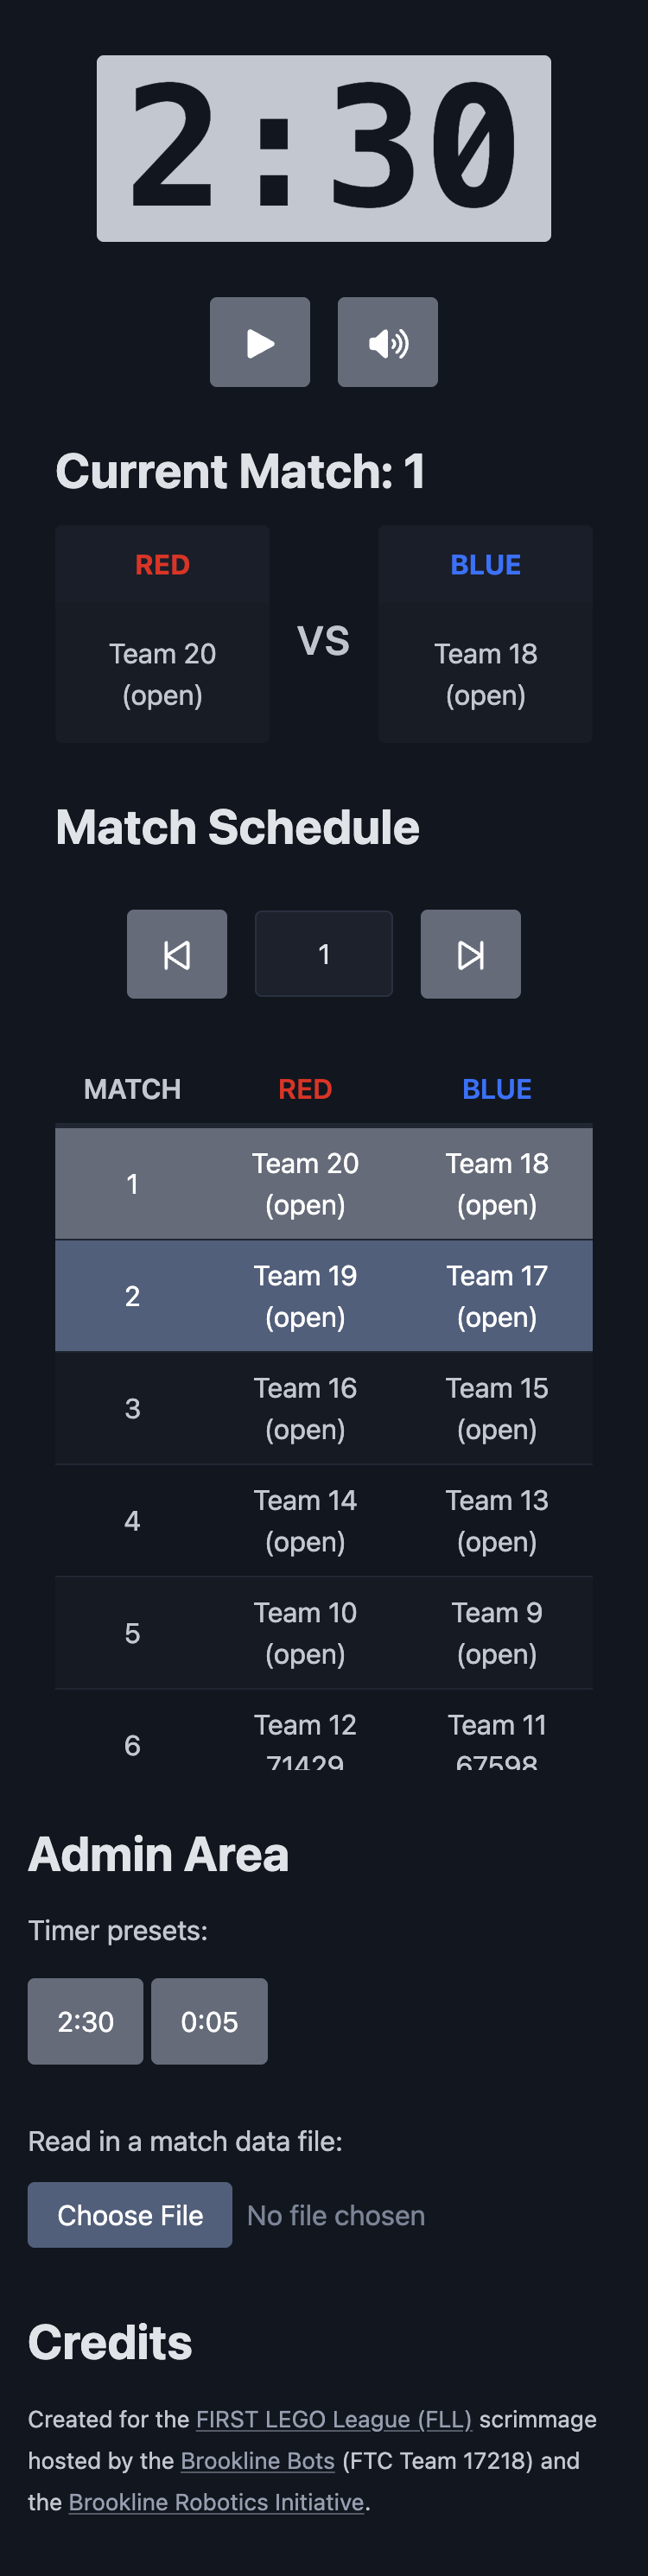 2:30
Current Match: 1
RED
Team 20
(open)
VS
BLUE
Team 18
(open)
Match Schedule
1
MATCH RED BLUE
1 Team 20 (open) Team 18 (open)
2 Team 19 (open) Team 17 (open)
3 Team 16 (open) Team 15 (open)
4 Team 14 (open) Team 13 (open)
5 Team 10 (open) Team 9 (open)
6 Team 12 71429 Team 11 67598
Admin Area
Timer presets:
2:30 0:05
Read in a match data file:
Choose File No file chosen
Credits
Created for the FIRST LEGO League (FLL) scrimmage
hosted by the Brookline Bots (FTC Team 17218) and
the Brookline Robotics Initiative.